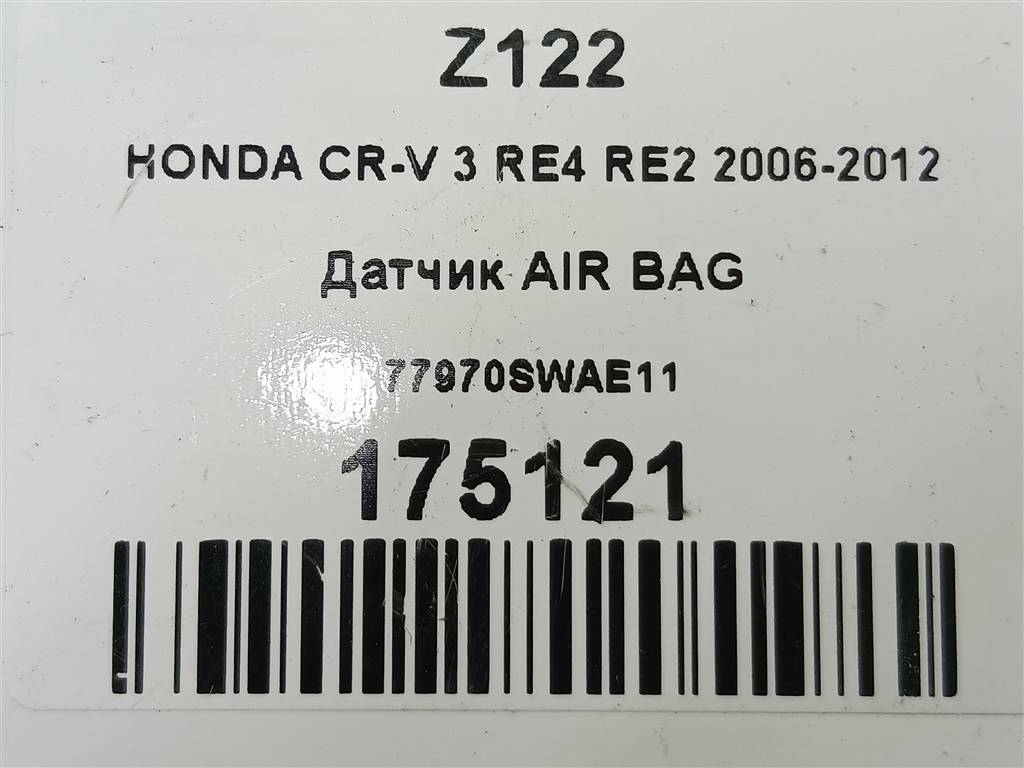 Z122
HONDA CR-V 3 RE4 RE2 2006-2012
Датчик AIR BAG
77970SWAE11
175121